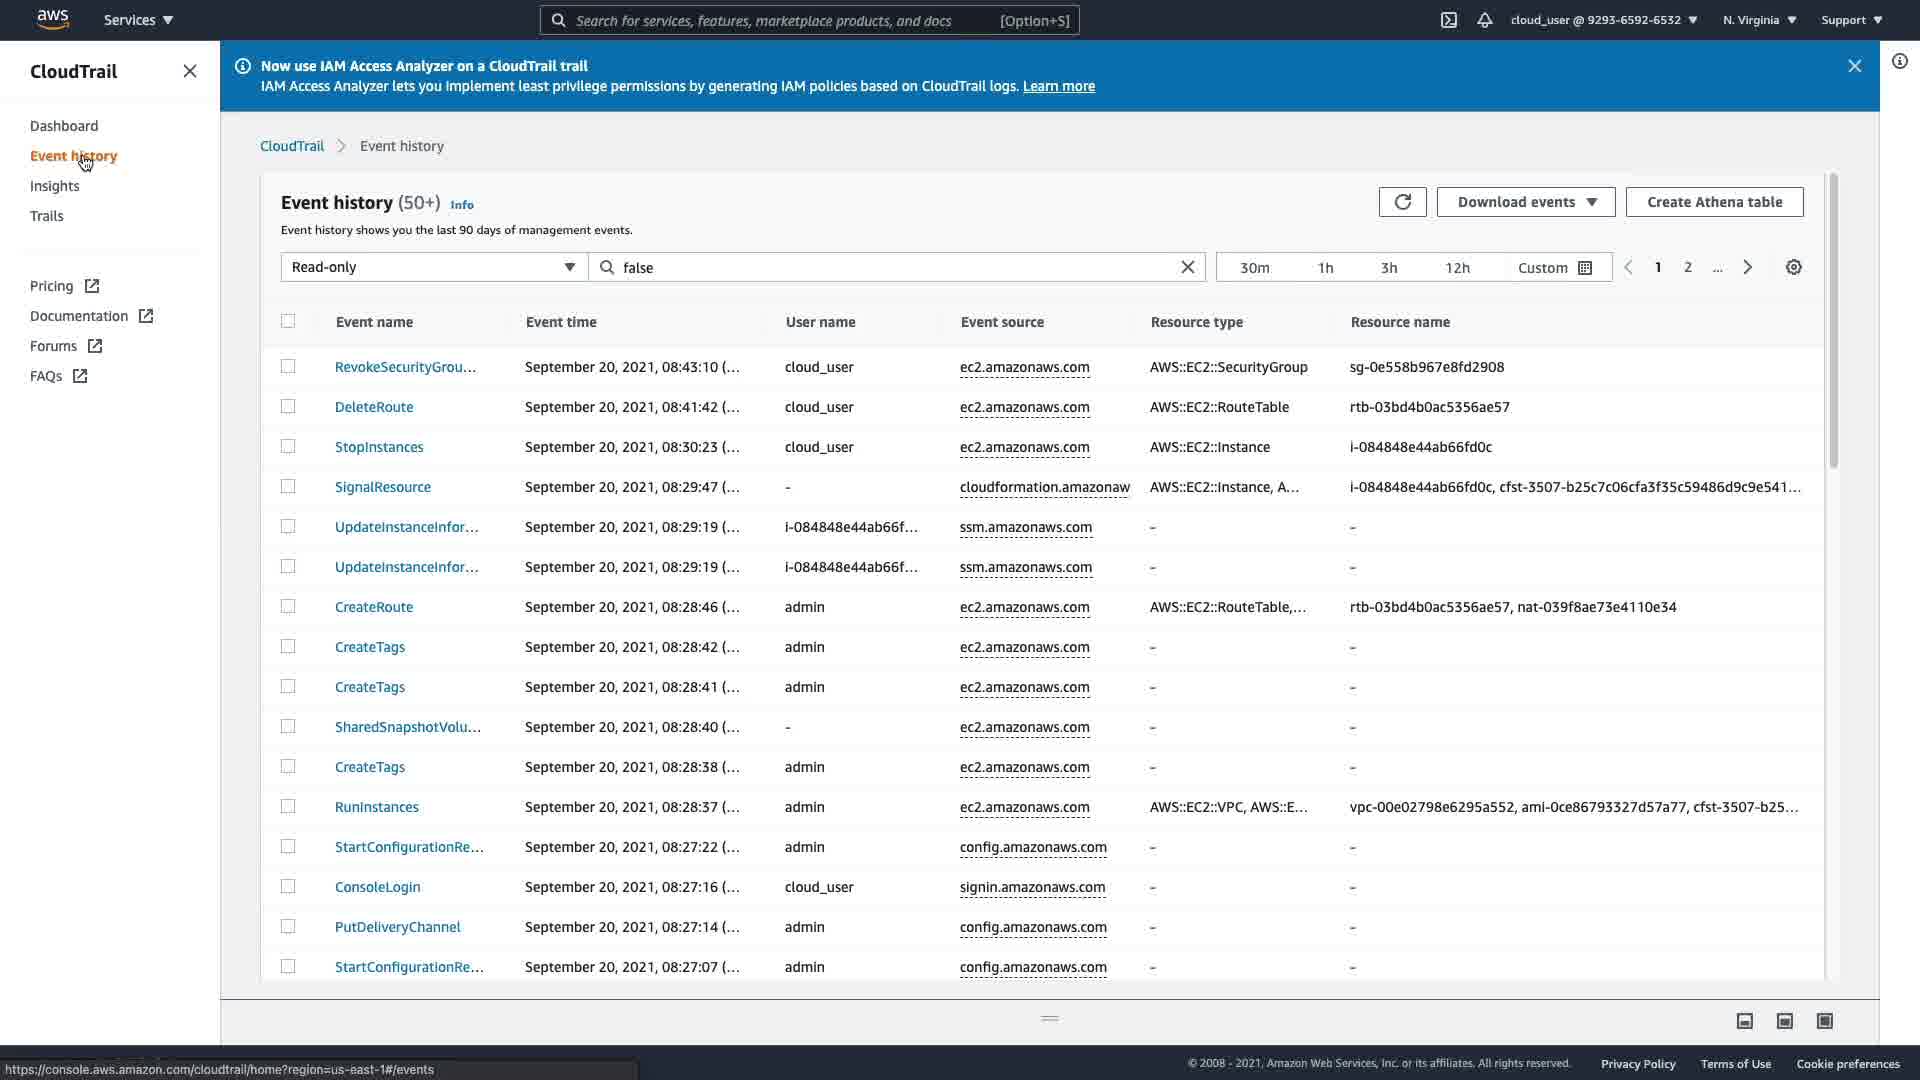 aws
Services
Search for services, features, marketplace products, and docs [Option+S]
cloud_user @ 9293-6592-6532
N. Virginia
Support
CloudTrail
Dashboard
Event history
Insights
Trails
Pricing
Documentation
Forums
FAQs
Now use IAM Access Analyzer on a CloudTrail trail
IAM Access Analyzer lets you implement least privilege permissions by generating IAM policies based on CloudTrail logs. Learn more
CloudTrail > Event history
Event history (50+) Info
Event history shows you the last 90 days of management events.
Download events
Create Athena table
Read-only
false
30m 1h 3h 12h Custom
1 2 ...
Event name Event time User name Event source Resource type Resource name
RevokeSecurityGrou... September 20, 2021, 08:43:10 (... cloud_user ec2.amazonaws.com AWS::EC2::SecurityGroup sg-0e558b967e8fd2908
DeleteRoute September 20, 2021, 08:41:42 (... cloud_user ec2.amazonaws.com AWS::EC2::RouteTable rtb-03bd4b0ac5356ae57
StopInstances September 20, 2021, 08:30:23 (... cloud_user ec2.amazonaws.com AWS::EC2::Instance i-084848e44ab66fd0c
SignalResource September 20, 2021, 08:29:47 (... - cloudformation.amazonaw AWS::EC2::Instance, A... i-084848e44ab66fd0c, cfst-3507-b25c7c06cfa3f35c59486d9c9e541...
UpdateInstanceInfor... September 20, 2021, 08:29:19 (... i-084848e44ab66f... ssm.amazonaws.com - -
UpdateInstanceInfor... September 20, 2021, 08:29:19 (... i-084848e44ab66f... ssm.amazonaws.com - -
CreateRoute September 20, 2021, 08:28:46 (... admin ec2.amazonaws.com AWS::EC2::RouteTable,... rtb-03bd4b0ac5356ae57, nat-039f8ae73e4110e34
CreateTags September 20, 2021, 08:28:42 (... admin ec2.amazonaws.com - -
CreateTags September 20, 2021, 08:28:41 (... admin ec2.amazonaws.com - -
SharedSnapshotVolu... September 20, 2021, 08:28:40 (... - ec2.amazonaws.com - -
CreateTags September 20, 2021, 08:28:38 (... admin ec2.amazonaws.com - -
RunInstances September 20, 2021, 08:28:37 (... admin ec2.amazonaws.com AWS::EC2::VPC, AWS::E... vpc-00e02798e6295a552, ami-0ce86793327d57a77, cfst-3507-b25...
StartConfigurationRe... September 20, 2021, 08:27:22 (... admin config.amazonaws.com - -
ConsoleLogin September 20, 2021, 08:27:16 (... cloud_user signin.amazonaws.com - -
PutDeliveryChannel September 20, 2021, 08:27:14 (... admin config.amazonaws.com - -
StartConfigurationRe... September 20, 2021, 08:27:07 (... admin config.amazonaws.com - -
https://console.aws.amazon.com/cloudtrail/home?region=us-east-1#/events
© 2008 - 2021, Amazon Web Services, Inc. or its affiliates. All rights reserved.
Privacy Policy
Terms of Use
Cookie preferences